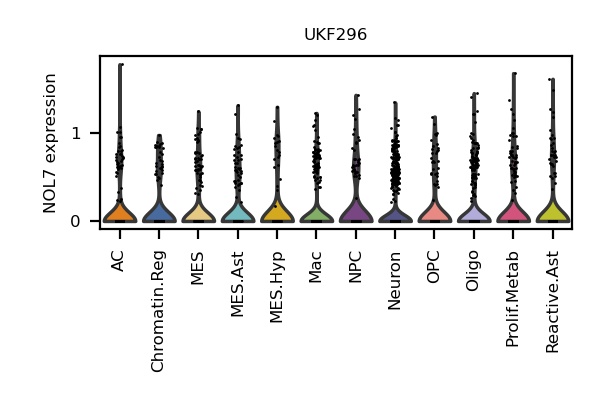 UKF296
NOL7 expression
1
0
AC
Chromatin.Reg
MES
MES.Ast
MES.Hyp
Mac
NPC
Neuron
OPC
Oligo
Prolif.Metab
Reactive.Ast